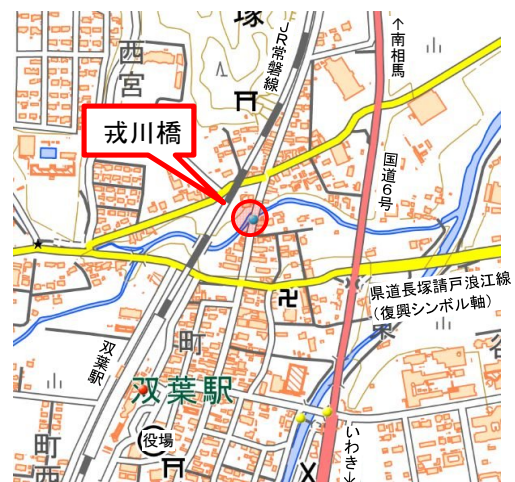 塚
JR常磐線
↑南相馬
西宮
戎川橋
国道6号
県道長塚請戸浪江線
(復興シンボル軸)
双葉駅
町
双葉駅
役場
町西
いわき↓